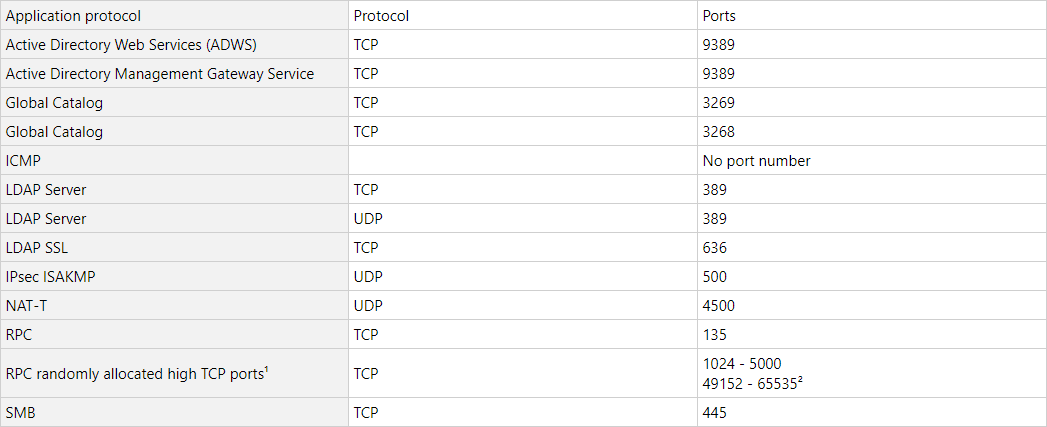 Application protocol Protocol Ports
Active Directory Web Services (ADWS) TCP 9389
Active Directory Management Gateway Service TCP 9389
Global Catalog TCP 3269
Global Catalog TCP 3268
ICMP No port number
LDAP Server TCP 389
LDAP Server UDP 389
LDAP SSL TCP 636
IPsec ISAKMP UDP 500
NAT-T UDP 4500
RPC TCP 135
RPC randomly allocated high TCP ports¹ TCP 1024 - 5000
49152 - 65535²
SMB TCP 445